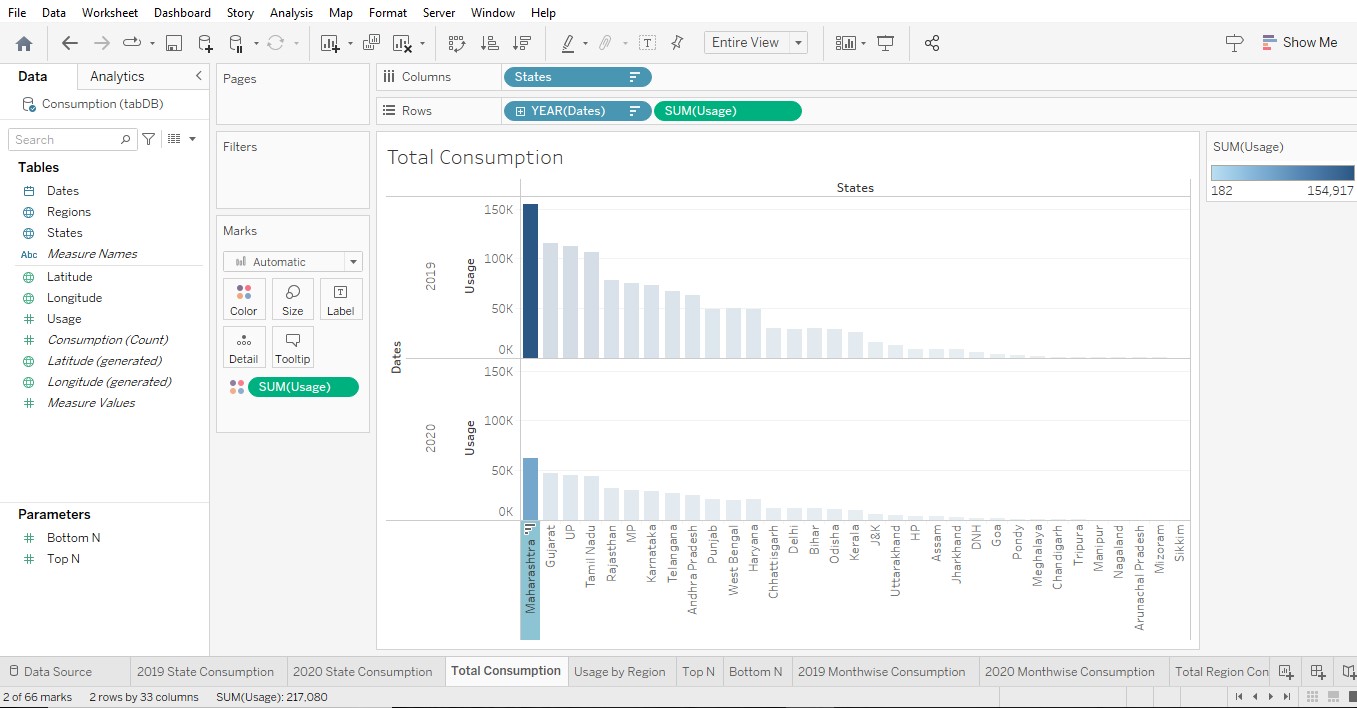 File Data Worksheet Dashboard Story Analysis Map Format Server Window Help
Entire View
Show Me
Data Analytics
Consumption (tabDB)
Search
Tables
Dates
Regions
States
Abc Measure Names
Latitude
Longitude
Usage
Consumption (Count)
Latitude (generated)
Longitude (generated)
Measure Values
Parameters
Bottom N
Top N
Pages
Filters
Marks
Automatic
Color Size Label
Detail Tooltip
SUM(Usage)
Columns States
Rows YEAR(Dates) SUM(Usage)
Total Consumption
States
Dates
2019
Usage
150K
100K
50K
0K
2020
Usage
150K
100K
50K
0K
Maharashtra
Gujarat
UP
Tamil Nadu
Rajasthan
MP
Karnataka
Telangana
Andhra Pradesh
Punjab
West Bengal
Haryana
Chhattisgarh
Delhi
Bihar
Odisha
Kerala
J&K
Uttarakhand
HP
Assam
Jharkhand
DNH
Goa
Pondy
Meghalaya
Chandigarh
Tripura
Manipur
Nagaland
Arunachal Pradesh
Mizoram
Sikkim
SUM(Usage)
182 154,917
Data Source 2019 State Consumption 2020 State Consumption Total Consumption Usage by Region Top N Bottom N 2019 Monthwise Consumption 2020 Monthwise Consumption Total Region Con
2 of 66 marks 2 rows by 33 columns SUM(Usage): 217,080